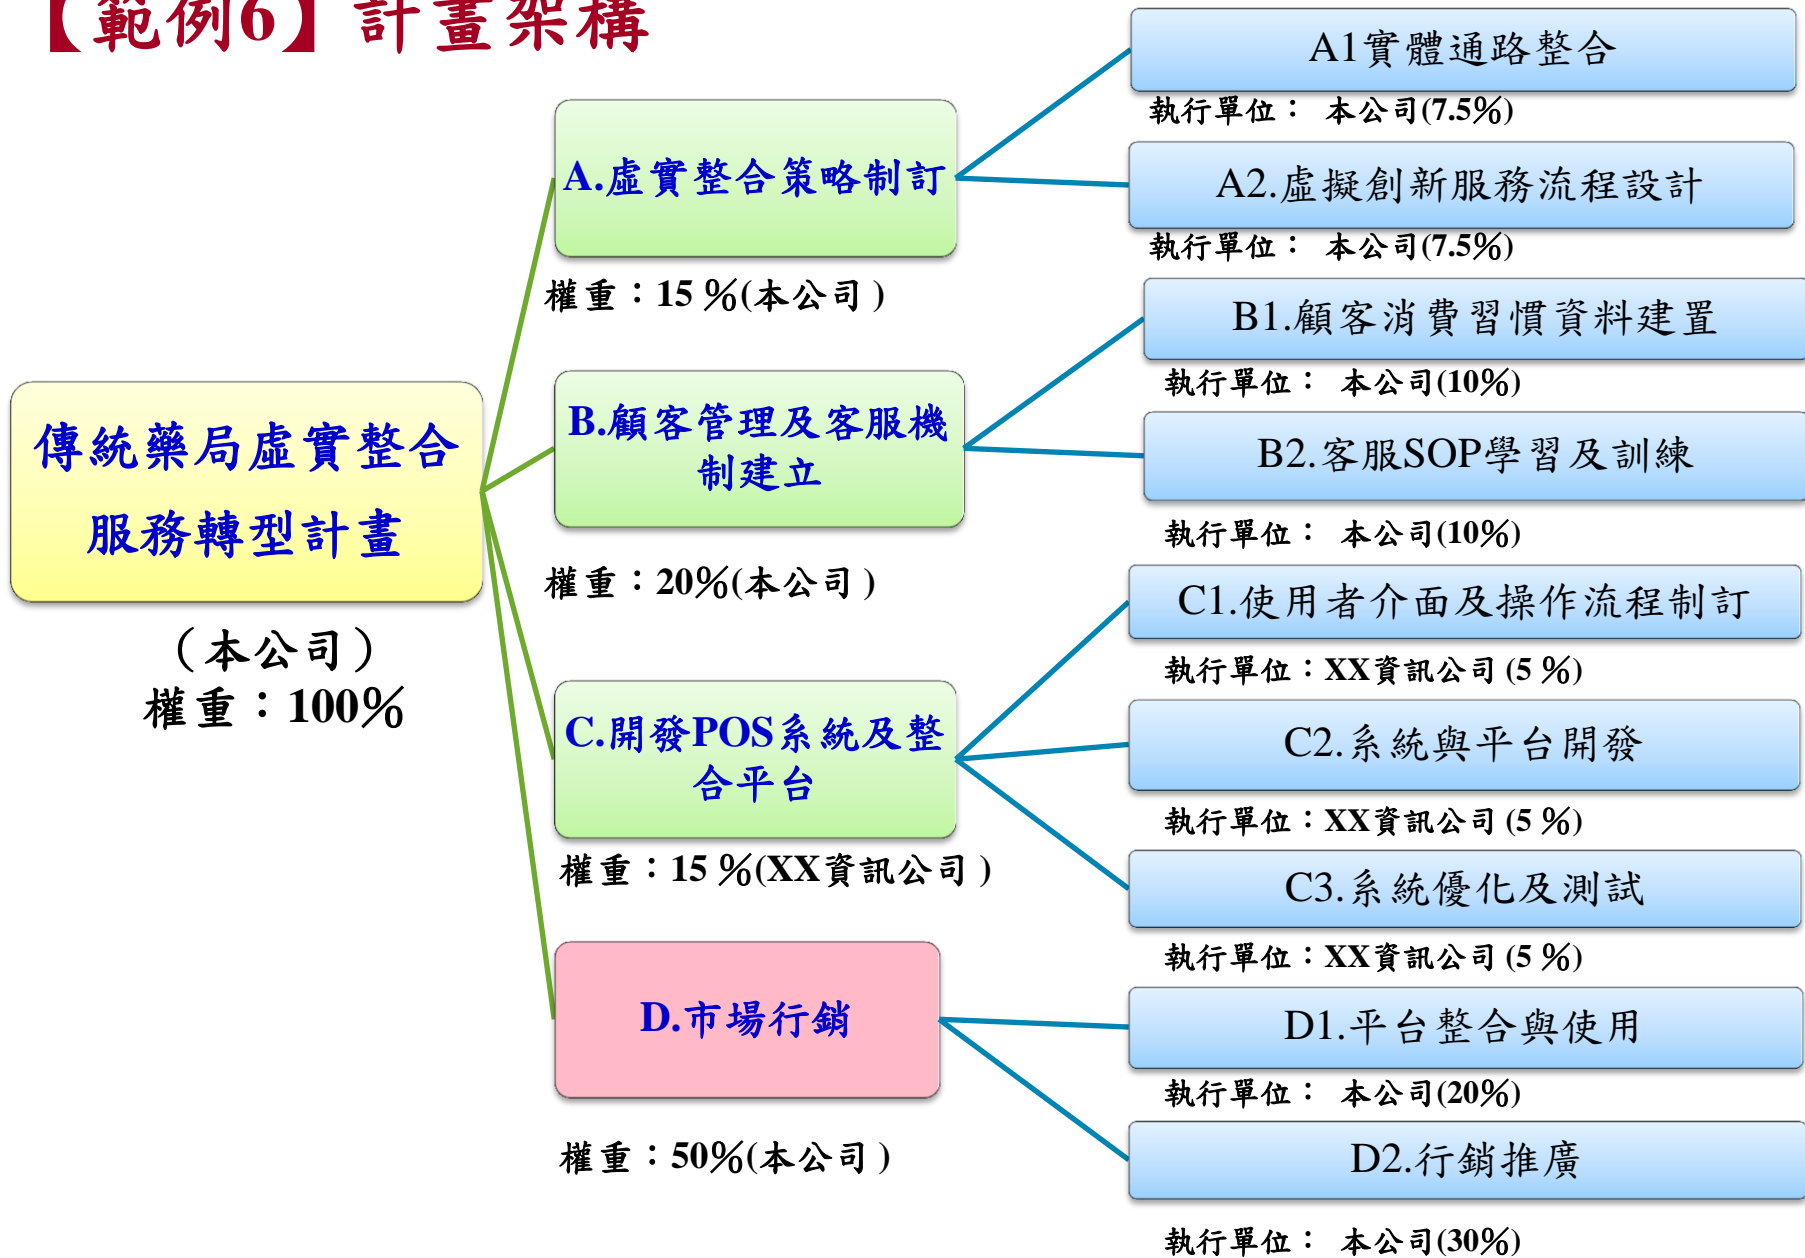 【範例6】計畫架構
傳統藥局虛實整合
服務轉型計畫
（本公司）
權重：100%
A.虛實整合策略制訂
權重：15 %(本公司)
A1實體通路整合
執行單位： 本公司(7.5%)
A2.虛擬創新服務流程設計
執行單位： 本公司(7.5%)
B.顧客管理及客服機
制建立
權重：20%(本公司)
B1.顧客消費習慣資料建置
執行單位： 本公司(10%)
B2.客服SOP學習及訓練
執行單位： 本公司(10%)
C.開發POS系統及整
合平台
權重：15 %(XX資訊公司)
C1.使用者介面及操作流程制訂
執行單位：XX資訊公司 (5 %)
C2.系統與平台開發
執行單位：XX資訊公司 (5 %)
C3.系統優化及測試
執行單位：XX資訊公司 (5 %)
D.市場行銷
權重：50%(本公司)
D1.平台整合與使用
執行單位： 本公司(20%)
D2.行銷推廣
執行單位： 本公司(30%)